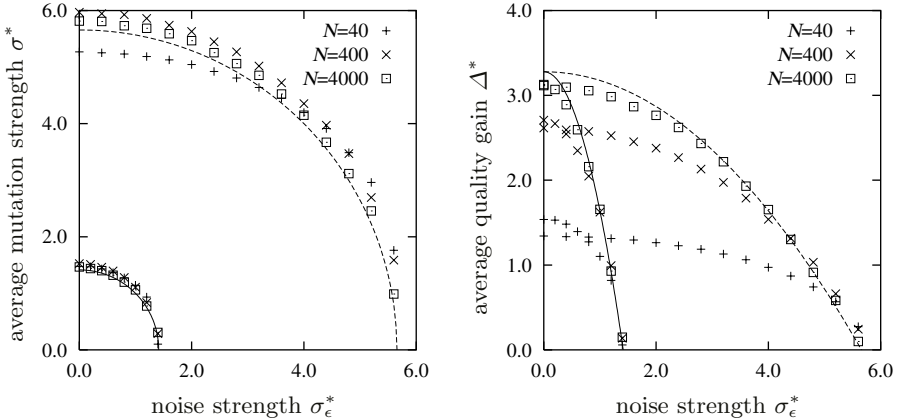 6.0
4.0
2.0
0.0
0.0
2.0
4.0
6.0
average mutation strength σ*
noise strength σ*ϵ
N=40
N=400
N=4000
4.0
3.0
2.0
1.0
0.0
0.0
2.0
4.0
6.0
average quality gain Δ*
noise strength σ*ϵ
N=40
N=400
N=4000